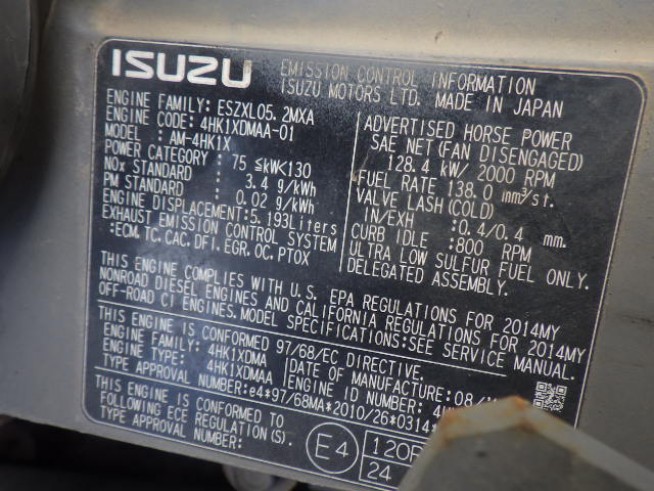 ISUZU EMISSION CONTROL INFORMATION
ISUZU MOTORS LTD. MADE IN JAPAN
ENGINE FAMILY: ESZXL05.2MXA
ENGINE CODE: 4HK1XDMAA-01
MODEL : AM-4HK1X
POWER CATEGORY : 75 ≦kW<130
NOx STANDARD : 3.4 g/kWh
PM STANDARD : 0.02 g/kWh
ENGINE DISPLACEMENT:5.193Liters
EXHAUST EMISSION CONTROL SYSTEM
:ECM, TC, CAC, DFI, EGR, OC, PTOX
ADVERTISED HORSE POWER
SAE NET (FAN DISENGAGED)
128.4 kW/ 2000 RPM
FUEL RATE 138.0 mm³/st.
VALVE LASH (COLD)
IN/EXH :0.4/0.4 mm.
CURB IDLE :800 RPM
ULTRA LOW SULFUR FUEL ONLY.
DELEGATED ASSEMBLY.
THIS ENGINE COMPLIES WITH U.S. EPA REGULATIONS FOR 2014MY
NONROAD DIESEL ENGINES AND CALIFORNIA REGULATIONS FOR 2014MY
OFF-ROAD CI ENGINES. MODEL SPECIFICATIONS:SEE SERVICE MANUAL.
THIS ENGINE IS CONFORMED 97/68/EC DIRECTIVE.
ENGINE FAMILY: 4HK1XDMA DATE OF MANUFACTURE:08/
ENGINE TYPE: 4HK1XDMAA ENGINE ID NUMBER:
TYPE APPROVAL NUMBER:e4*97/68MA*2010/26*0314
THIS ENGINE IS CONFORMED TO
FOLLOWING ECE REGULATION(S).
TYPE APPROVAL NUMBER:
E4
120R
24